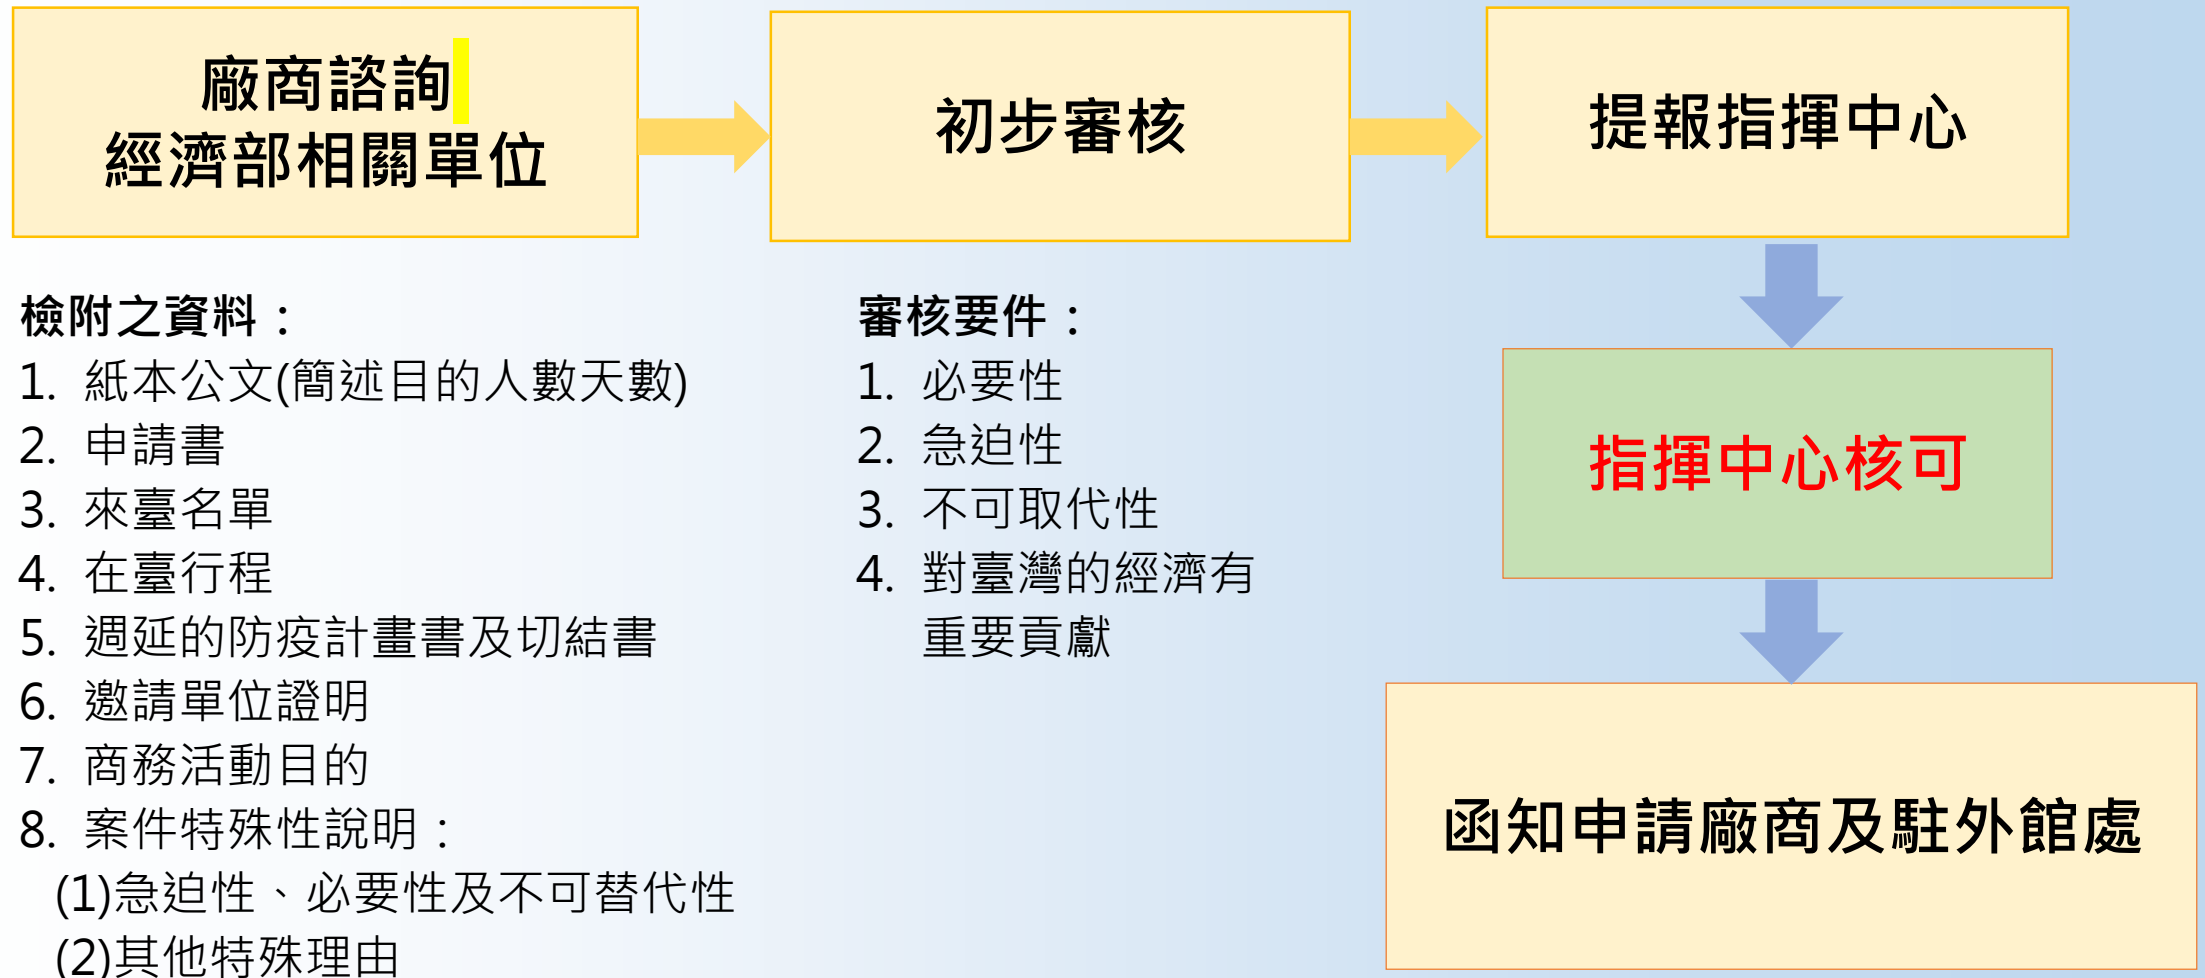 廠商諮詢
經濟部相關單位
初步審核
提報指揮中心
檢附之資料：
1. 紙本公文(簡述目的人數天數)
2. 申請書
3. 來臺名單
4. 在臺行程
5. 週延的防疫計畫書及切結書
6. 邀請單位證明
7. 商務活動目的
8. 案件特殊性說明：
(1)急迫性、必要性及不可替代性
(2)其他特殊理由
審核要件：
1. 必要性
2. 急迫性
3. 不可取代性
4. 對臺灣的經濟有
重要貢獻
指揮中心核可
函知申請廠商及駐外館處